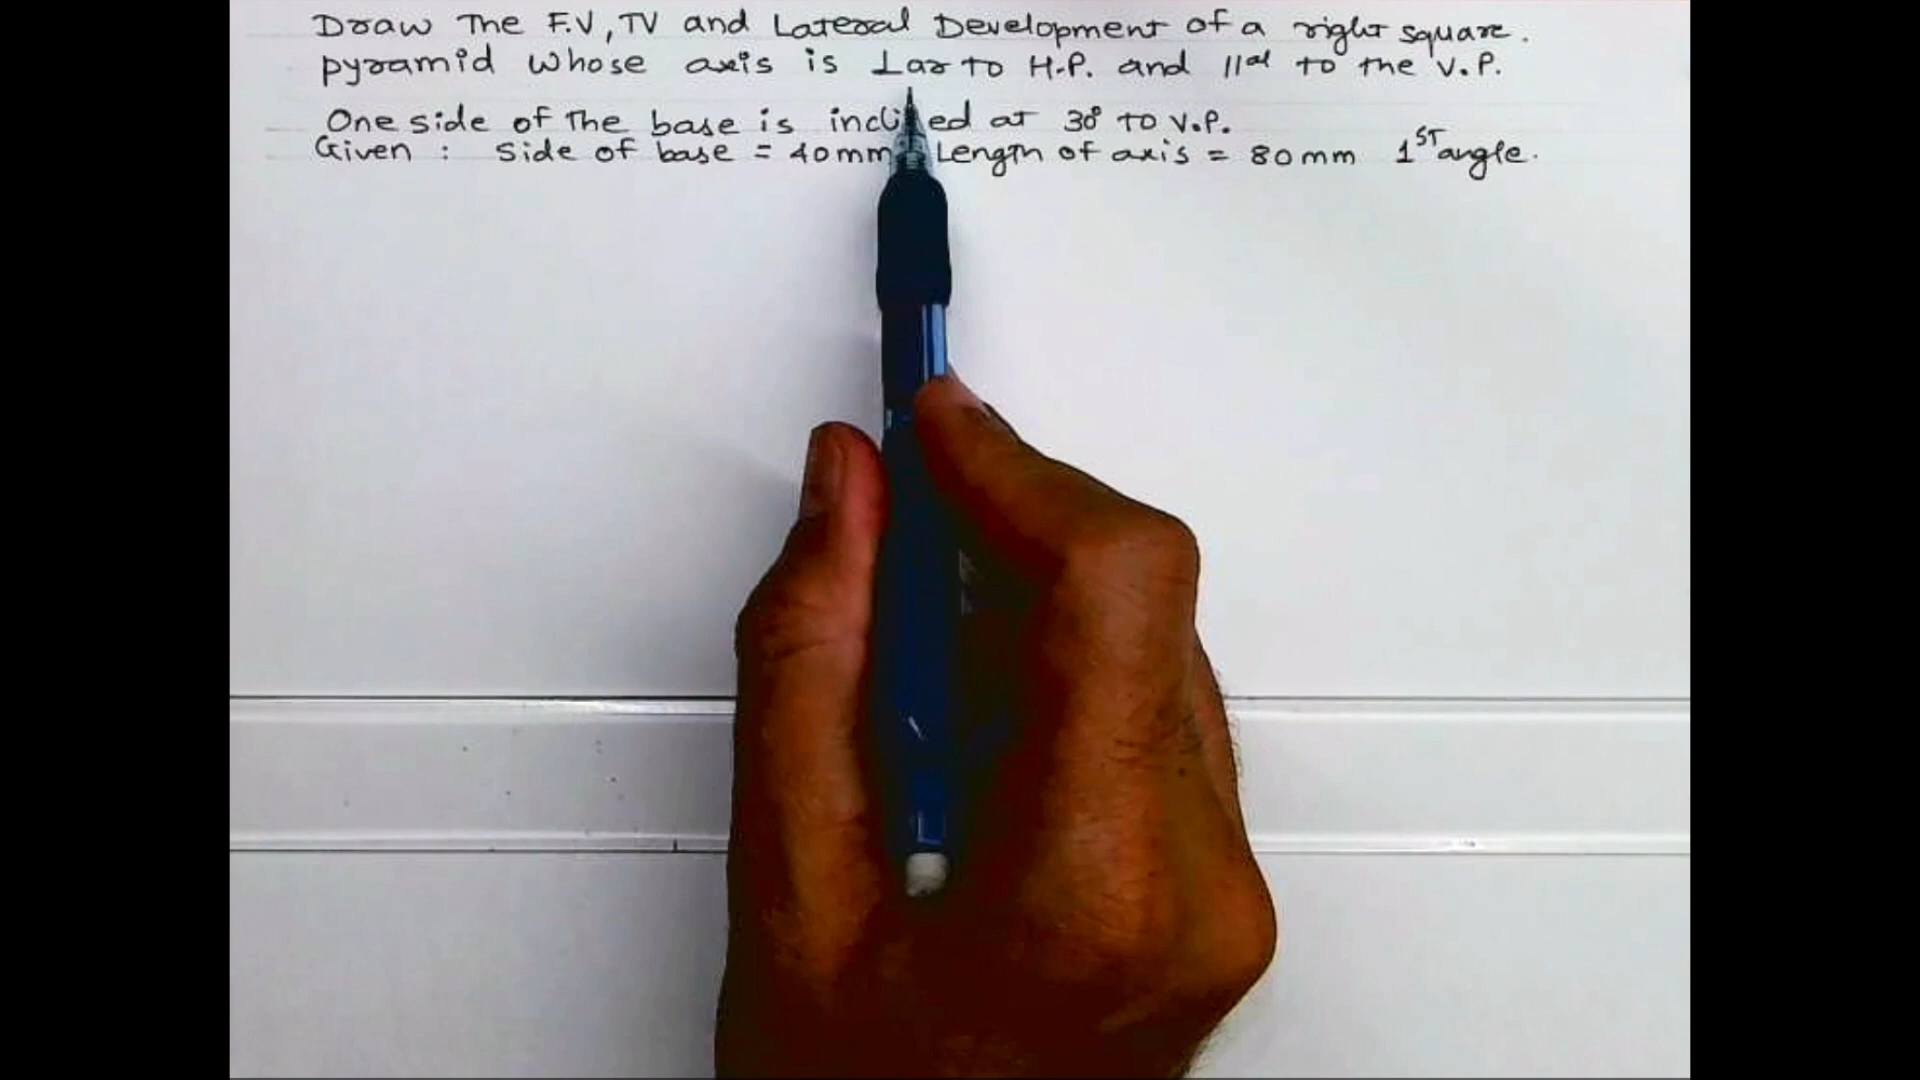 Draw The F.V, TV and Lateral Development of a right square.
pyramid whose axis is ⊥ar to H.P. and 11al to the V.P.
One side of The base is ed at 30° TO V.P.
Given : Side of base = 40mm Length of axis = 80mm 1ST angle.